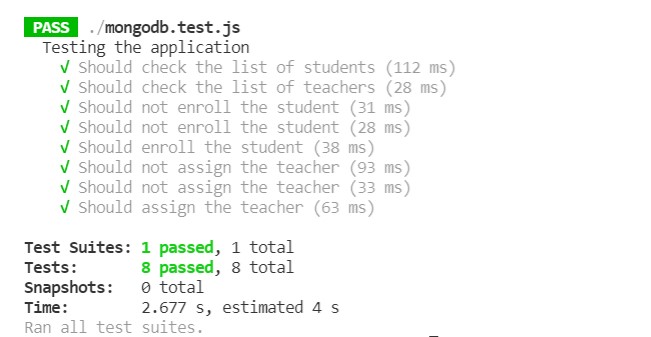 PASS ./mongodb.test.js
Testing the application
√ Should check the list of students (112 ms)
√ Should check the list of teachers (28 ms)
√ Should not enroll the student (31 ms)
√ Should not enroll the student (28 ms)
√ Should enroll the student (38 ms)
√ Should not assign the teacher (93 ms)
√ Should not assign the teacher (33 ms)
√ Should assign the teacher (63 ms)
Test Suites: 1 passed, 1 total
Tests: 8 passed, 8 total
Snapshots: 0 total
Time: 2.677 s, estimated 4 s
Ran all test suites.